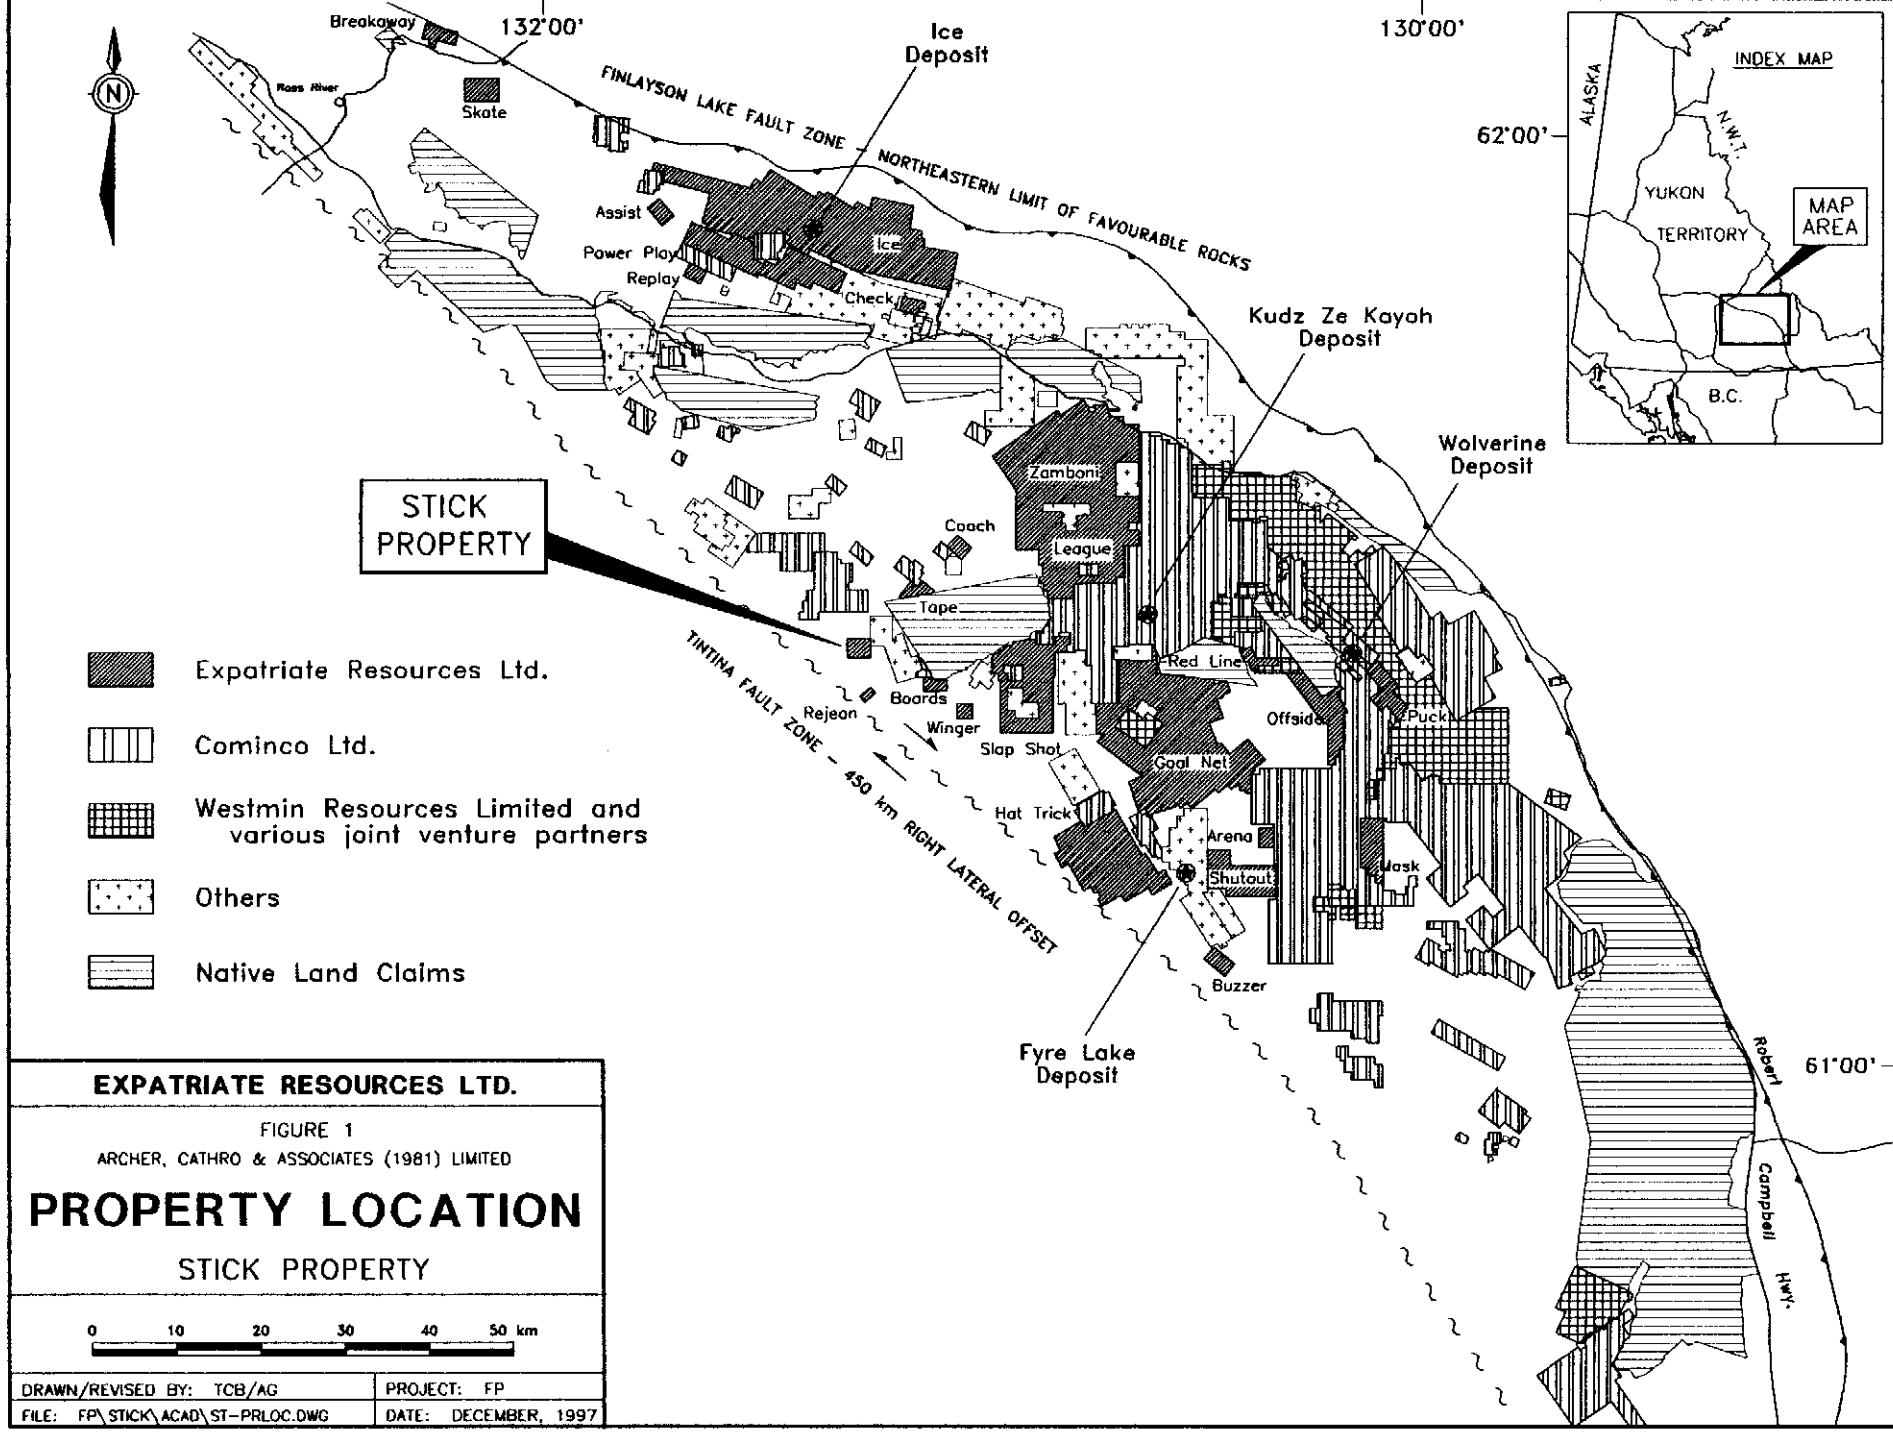 Breakaway
132°00'
Ice
Deposit
130°00'
N
Ross River
Skate
FINLAYSON LAKE FAULT ZONE - NORTHEASTERN LIMIT OF FAVOURABLE ROCKS
62°00'
INDEX MAP
ALASKA
N.W.T.
YUKON
TERRITORY
MAP
AREA
B.C.
Assist
Ice
Power Play
Replay
Check
Kudz Ze Kayah
Deposit
Wolverine
Deposit
Zamboni
STICK
PROPERTY
Coach
League
Tape
Red Line
TINTINA FAULT ZONE - 450 km RIGHT LATERAL OFFSET
Rejean
Boards
Winger
Slap Shot
Offside
Puck
Goal Net
Hat Trick
Arena
Mask
Shutout
Buzzer
Fyre Lake
Deposit
61°00'
Robert
Campbell
HWY.
Expatriate Resources Ltd.
Cominco Ltd.
Westmin Resources Limited and
various joint venture partners
Others
Native Land Claims
EXPATRIATE RESOURCES LTD.
FIGURE 1
ARCHER, CATHRO & ASSOCIATES (1981) LIMITED
PROPERTY LOCATION
STICK PROPERTY
0 10 20 30 40 50 km
DRAWN/REVISED BY: TCB/AG
PROJECT: FP
FILE: FP\STICK\ACAD\ST-PRLOC.DWG
DATE: DECEMBER, 1997